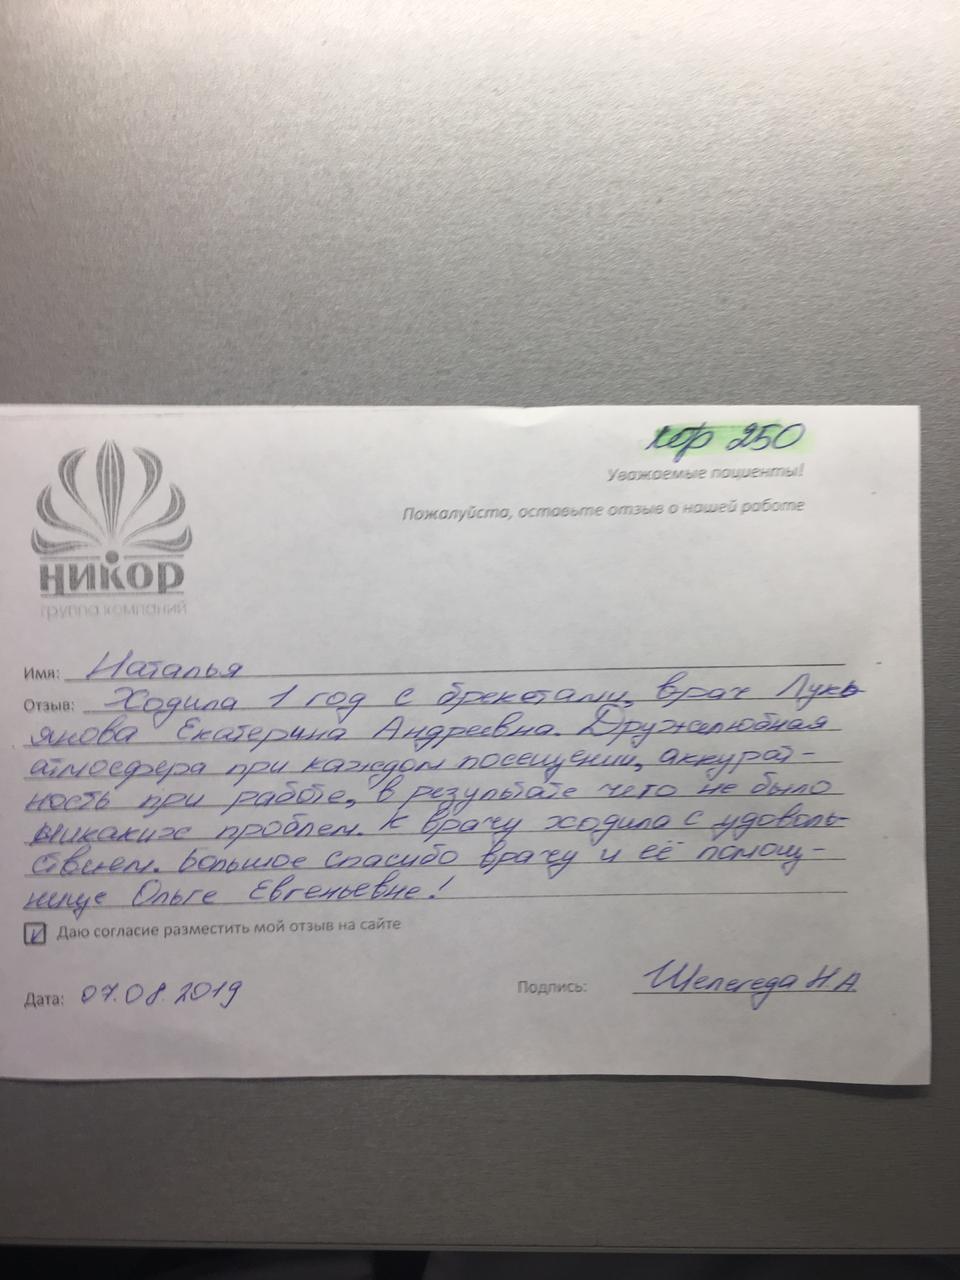 кор 250
Уважаемые пациенты!
Пожалуйста, оставьте отзыв о нашей работе
НИКОР
группа компаний
Имя: Наталья
Отзыв: Ходила 1 год с брекетами, врач Лукь
янова Екатерина Андреевна. Дружелюбная
атмосфера при каждом посещении, аккурат-
ность при работе, в результате чего не было
никаких проблем. К врачу ходила с удоволь-
ствием. Большое спасибо врачу и её помощ-
нице Ольге Евгеньевне!
Даю согласие разместить мой отзыв на сайте
Дата: 07.08.2019 Подпись: Шелегеда Н.А